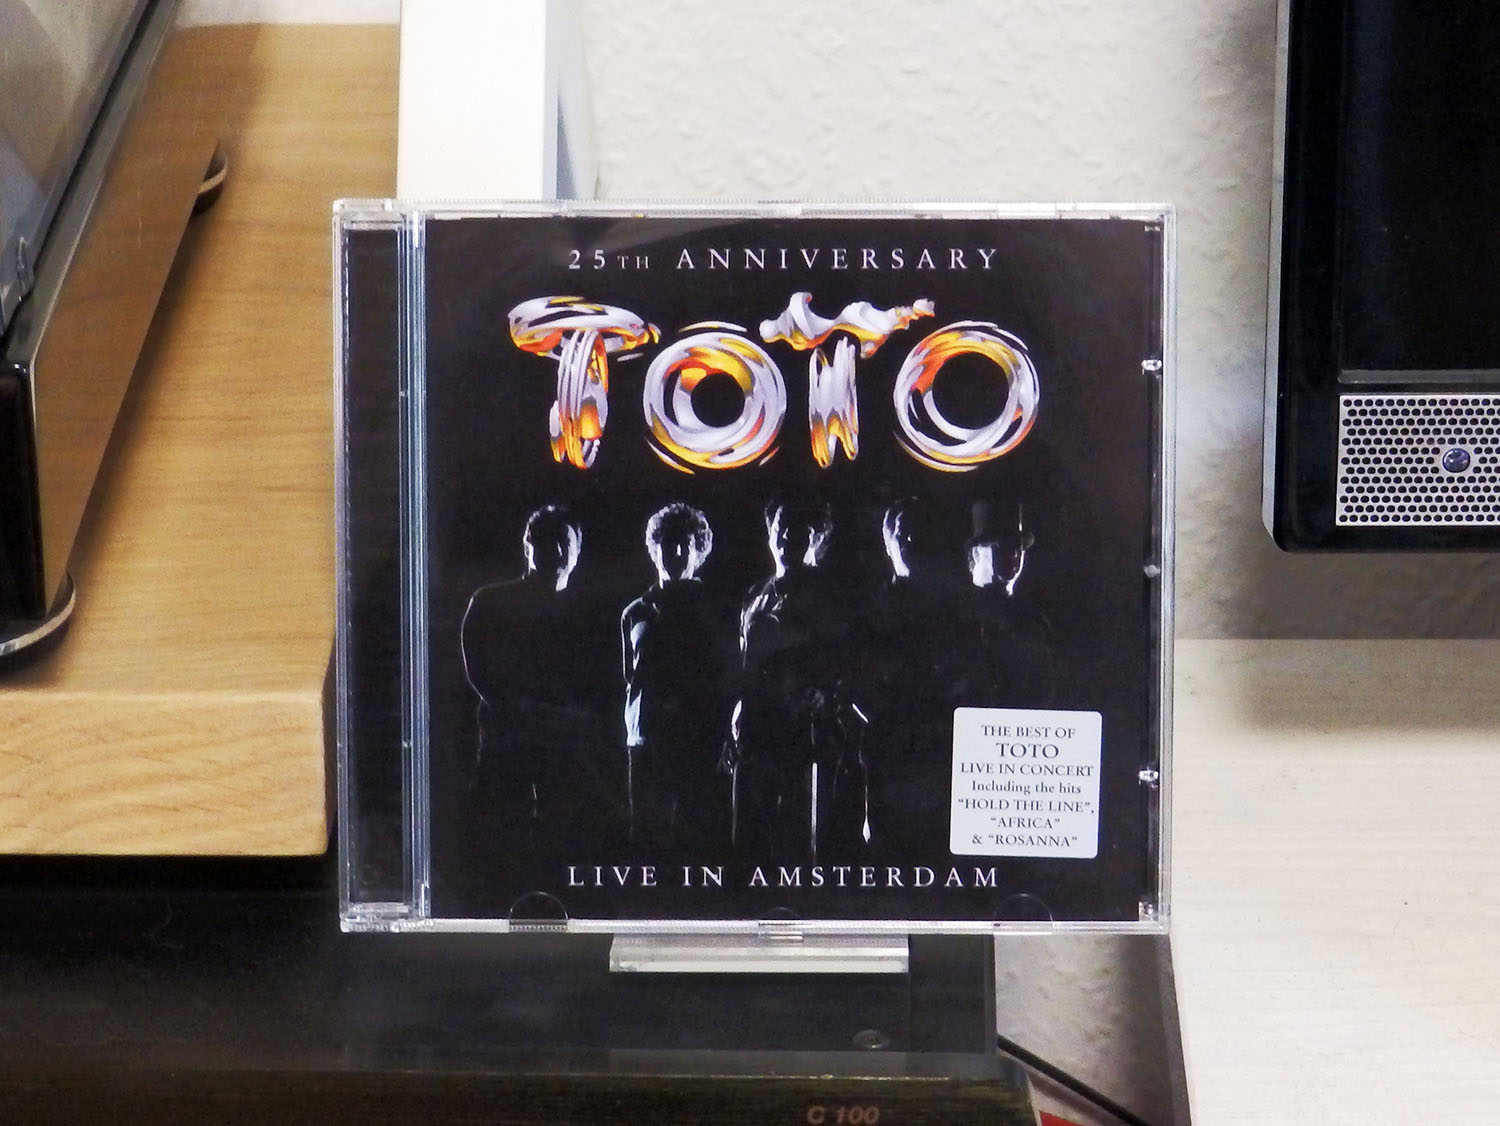 25TH ANNIVERSARY
TOTO
THE BEST OF
TOTO
LIVE IN CONCERT
Including the hits
“HOLD THE LINE”,
“AFRICA”
& “ROSANNA”
LIVE IN AMSTERDAM
C 100